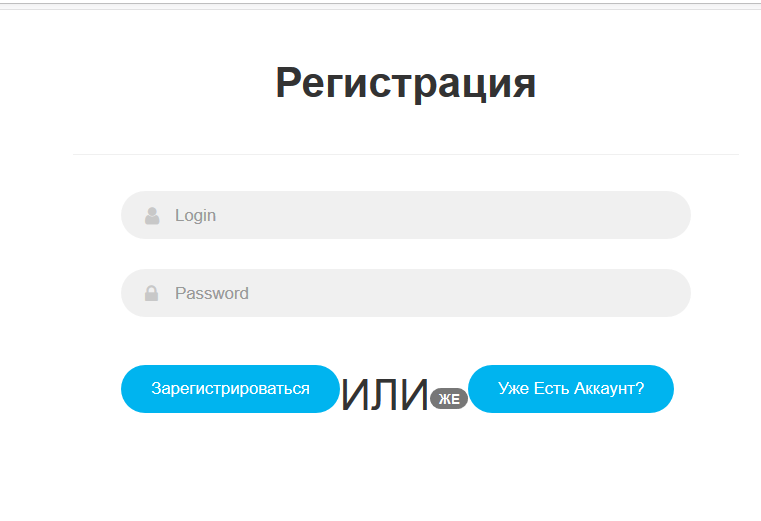 Регистрация
Login
Password
Зарегистрироваться ИЛИ ЖЕ Уже Есть Аккаунт?